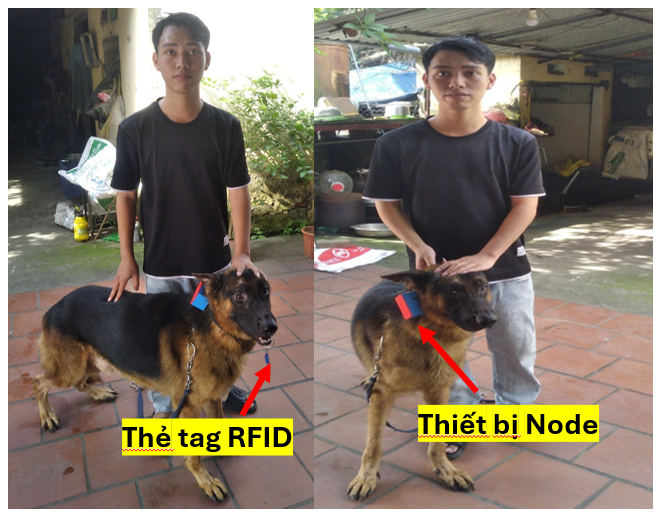 Thẻ tag RFID
Thiết bị Node